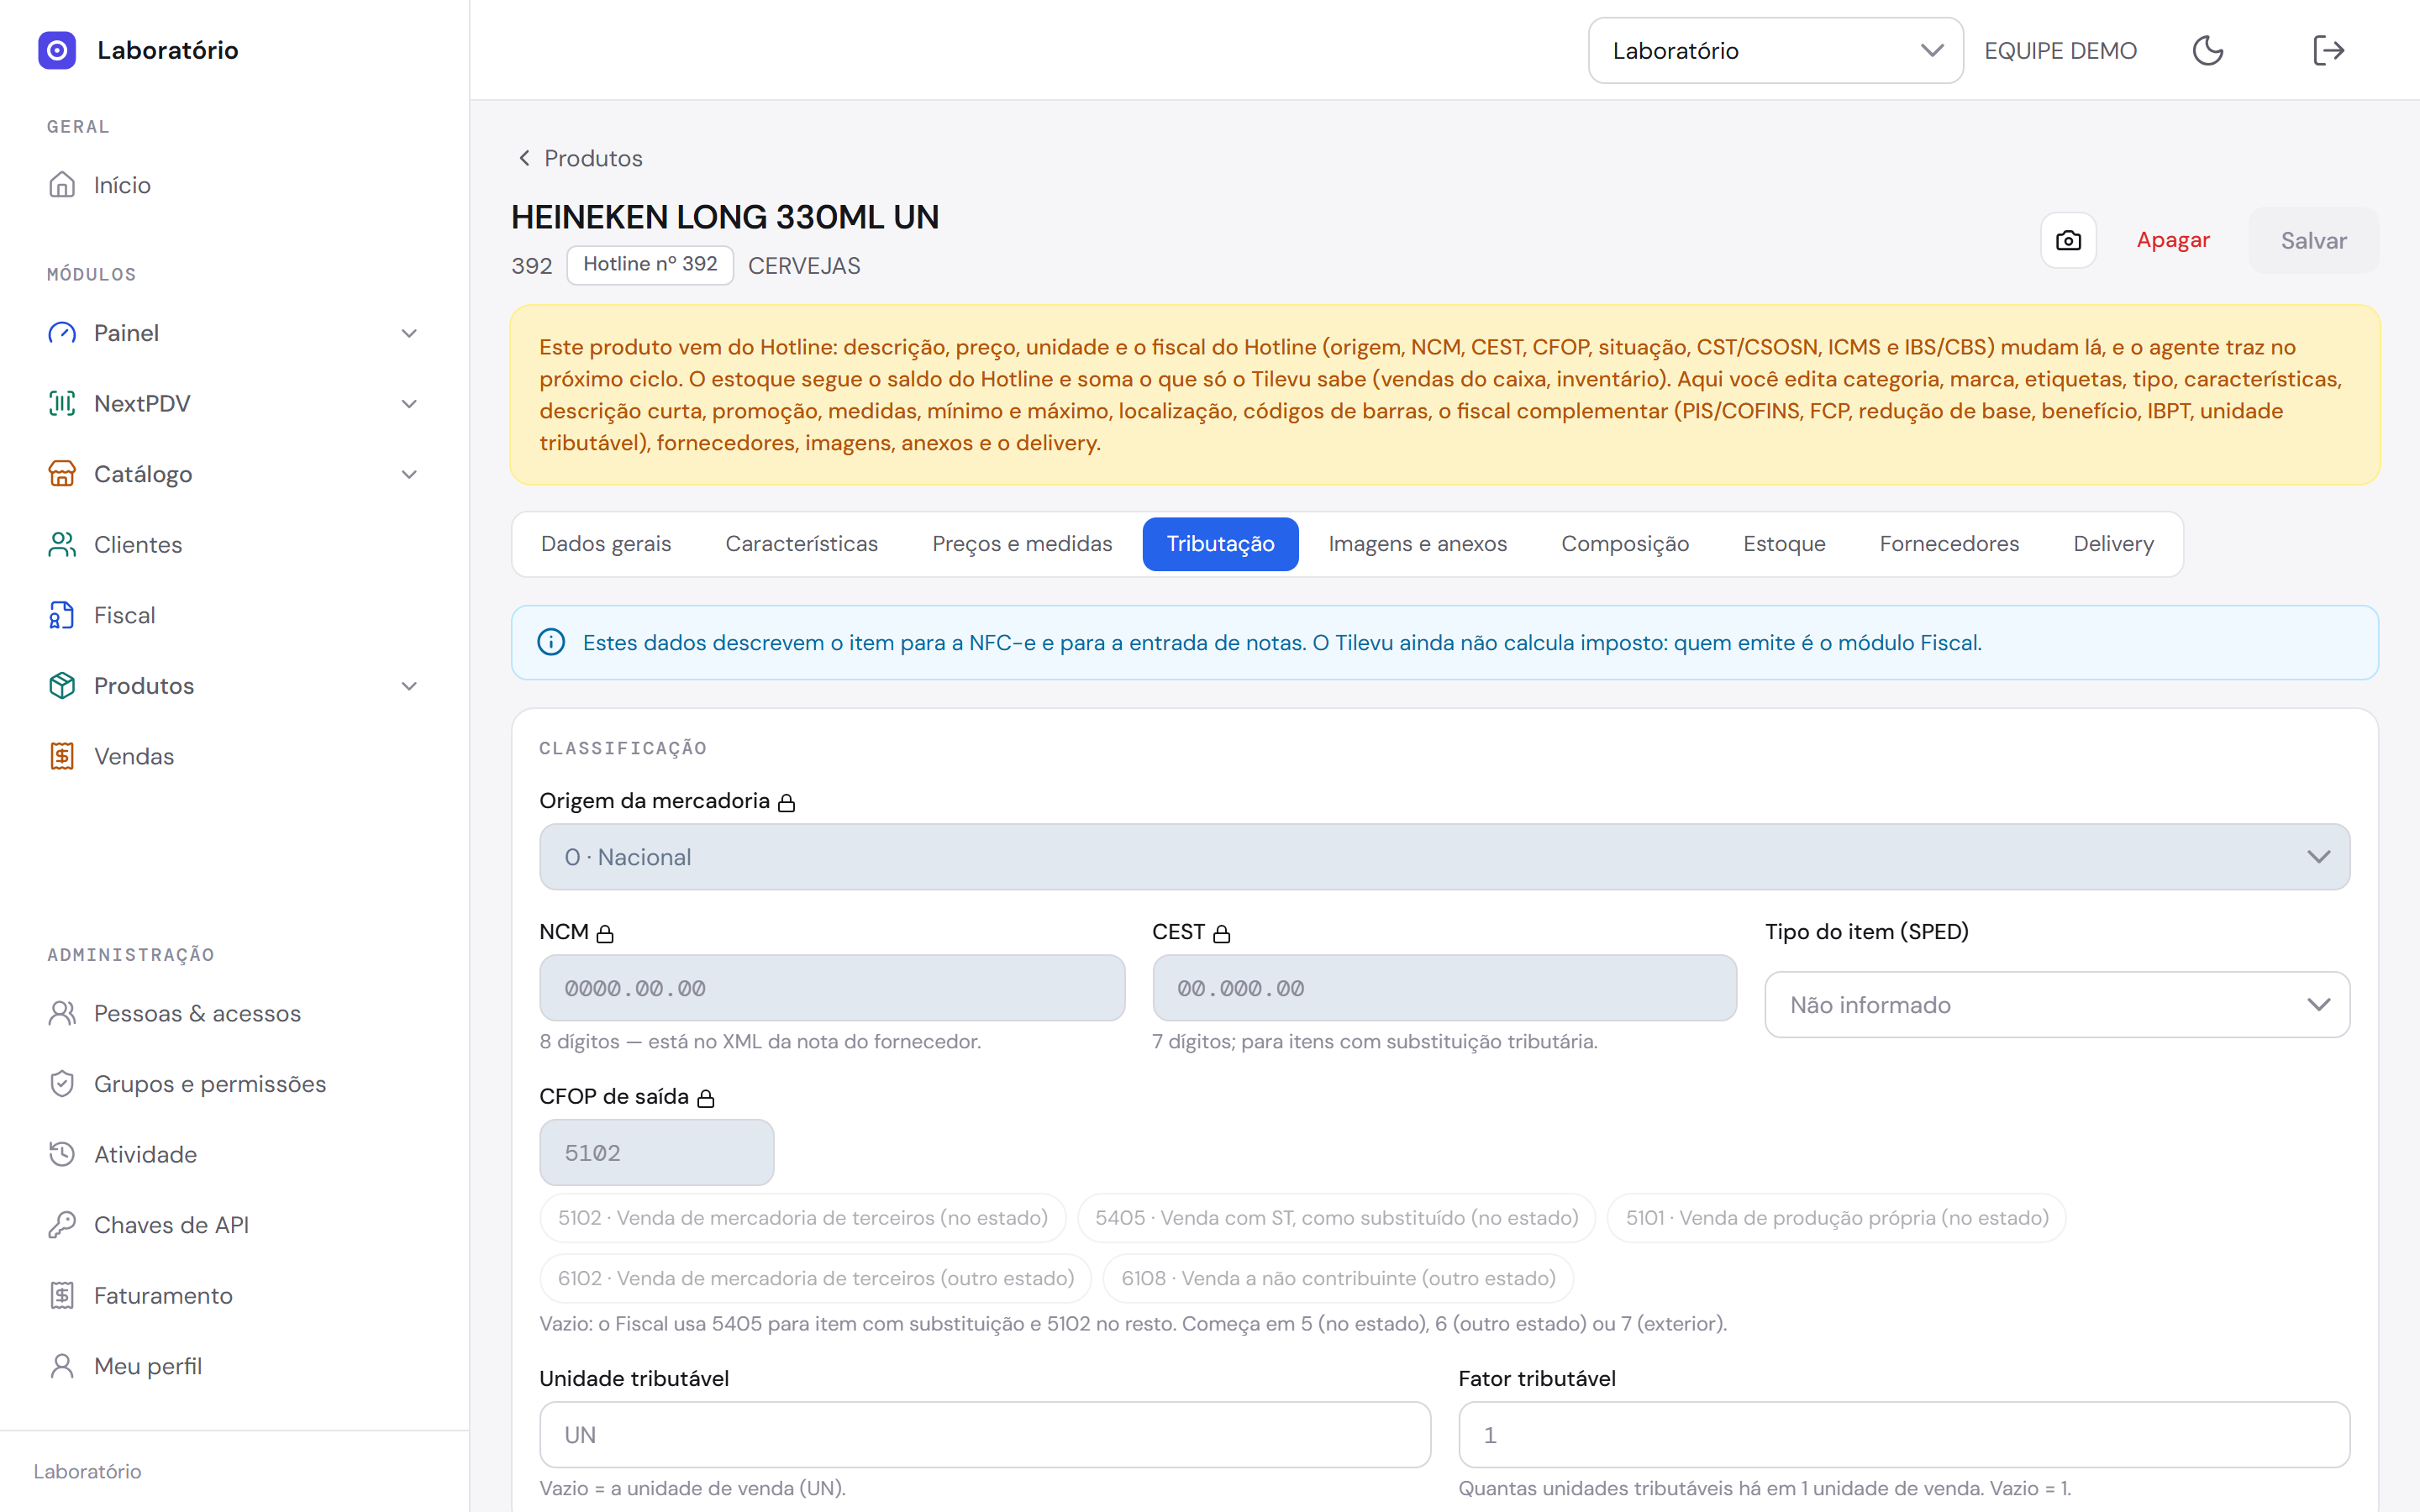 Laboratório
GERAL
Início
MÓDULOS
Painel
NextPDV
Catálogo
Clientes
Fiscal
Produtos
Vendas
ADMINISTRAÇÃO
Pessoas & acessos
Grupos e permissões
Atividade
Chaves de API
Faturamento
Meu perfil
Laboratório
Laboratório
EQUIPE DEMO
Produtos
HEINEKEN LONG 330ML UN
392 Hotline nº 392 CERVEJAS
Apagar
Salvar
Este produto vem do Hotline: descrição, preço, unidade e o fiscal do Hotline (origem, NCM, CEST, CFOP, situação, CST/CSOSN, ICMS e IBS/CBS) mudam lá, e o agente traz no
próximo ciclo. O estoque segue o saldo do Hotline e soma o que só o Tilevu sabe (vendas do caixa, inventário). Aqui você edita categoria, marca, etiquetas, tipo, características,
descrição curta, promoção, medidas, mínimo e máximo, localização, códigos de barras, o fiscal complementar (PIS/COFINS, FCP, redução de base, benefício, IBPT, unidade
tributável), fornecedores, imagens, anexos e o delivery.
Dados gerais Características Preços e medidas Tributação Imagens e anexos Composição Estoque Fornecedores Delivery
Estes dados descrevem o item para a NFC-e e para a entrada de notas. O Tilevu ainda não calcula imposto: quem emite é o módulo Fiscal.
CLASSIFICAÇÃO
Origem da mercadoria
0 · Nacional
NCM CEST Tipo do item (SPED)
0000.00.00 00.000.00 Não informado
8 dígitos — está no XML da nota do fornecedor. 7 dígitos; para itens com substituição tributária.
CFOP de saída
5102
5102 · Venda de mercadoria de terceiros (no estado) 5405 · Venda com ST, como substituído (no estado) 5101 · Venda de produção própria (no estado)
6102 · Venda de mercadoria de terceiros (outro estado) 6108 · Venda a não contribuinte (outro estado)
Vazio: o Fiscal usa 5405 para item com substituição e 5102 no resto. Começa em 5 (no estado), 6 (outro estado) ou 7 (exterior).
Unidade tributável Fator tributável
UN 1
Vazio = a unidade de venda (UN). Quantas unidades tributáveis há em 1 unidade de venda. Vazio = 1.